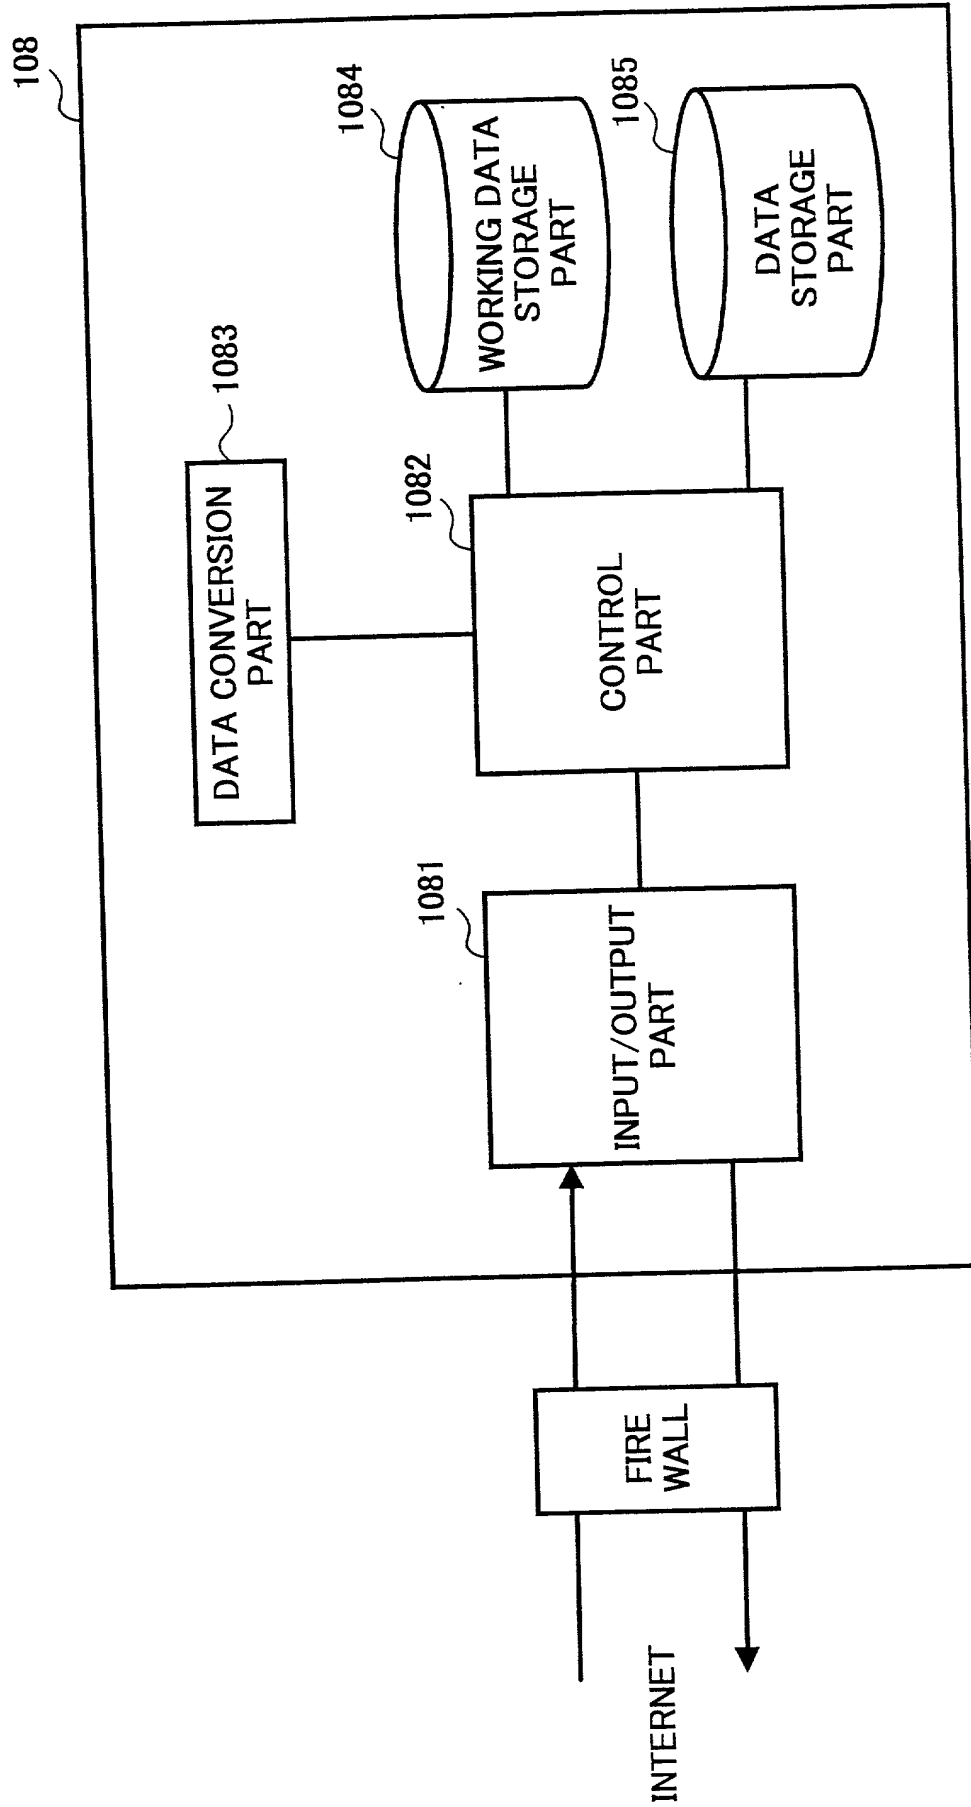 108
1083
DATA CONVERSION
PART
1084
WORKING DATA
STORAGE
PART
1082
CONTROL
PART
1085
DATA
STORAGE
PART
1081
INPUT/OUTPUT
PART
FIRE
WALL
INTERNET